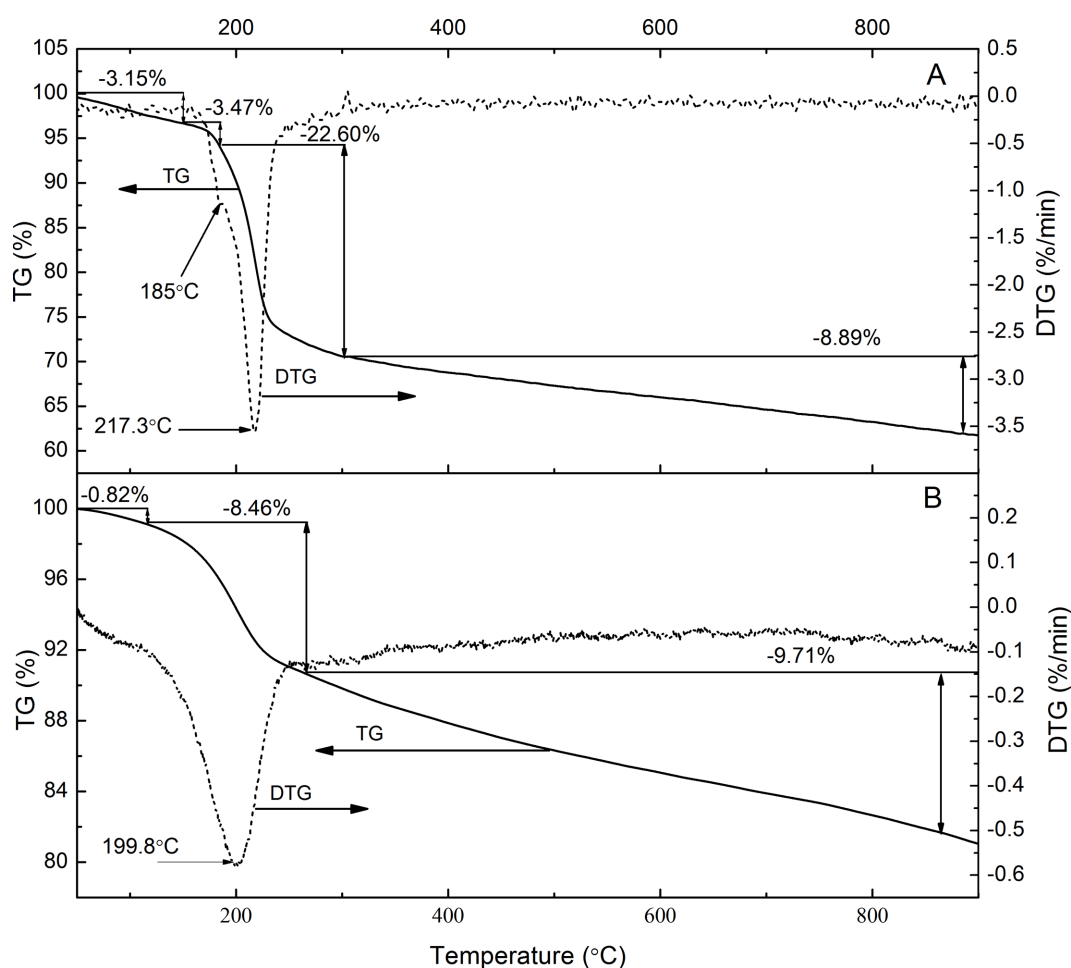 200 400 600 800
105 0.5
A
-3.15%
100 0.0
-3.47%
95 -22.60% -0.5
90 TG -1.0
87.5
85 -1.5
80 -2.0
185°C
75 -2.5
-8.89%
70 DTG -3.0
65 217.3°C -3.5
60
TG (%)
DTG (%/min)
B
-0.82%
100 -8.46% 0.2
96 0.1
0.0
92 -0.1
-9.71%
-0.2
88 TG -0.3
84 DTG -0.4
199.8°C -0.5
80 -0.6
TG (%)
DTG (%/min)
200 400 600 800
Temperature (°C)